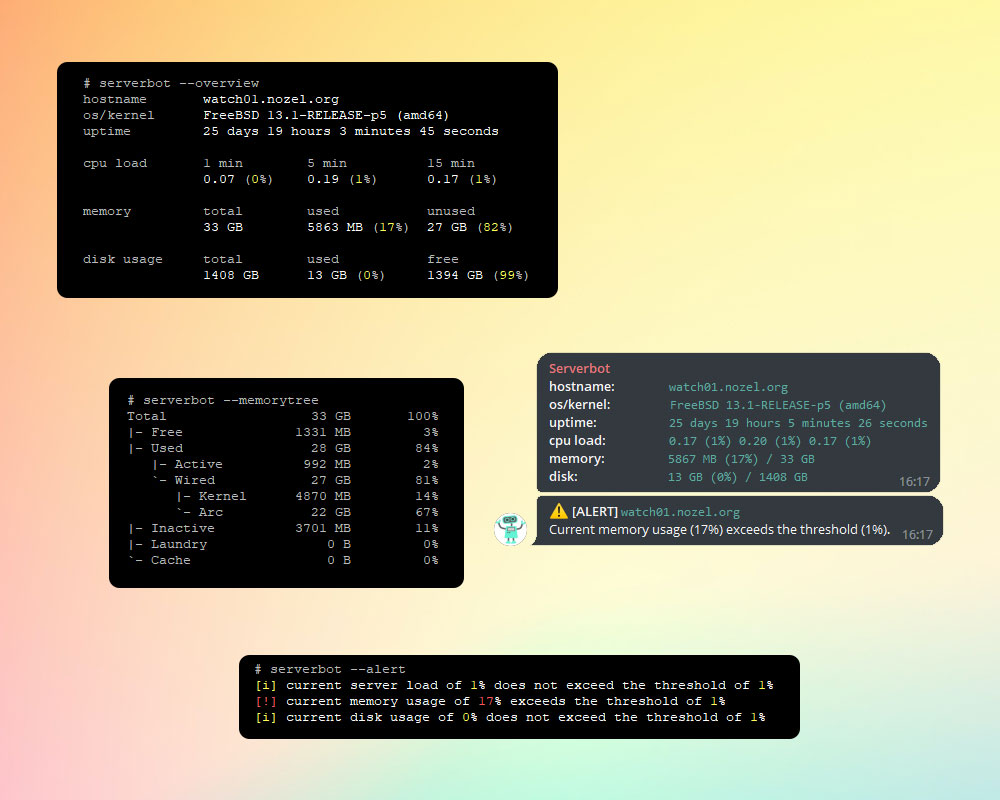 # serverbot --overview
hostname watch01.nozel.org
os/kernel FreeBSD 13.1-RELEASE-p5 (amd64)
uptime 25 days 19 hours 3 minutes 45 seconds
cpu load 1 min 5 min 15 min
0.07 (0%) 0.19 (1%) 0.17 (1%)
memory total used unused
33 GB 5863 MB (17%) 27 GB (82%)
disk usage total used free
1408 GB 13 GB (0%) 1394 GB (99%)
# serverbot --memorytree
Total 33 GB 100%
|- Free 1331 MB 3%
|- Used 28 GB 84%
|- Active 992 MB 2%
`- Wired 27 GB 81%
|- Kernel 4870 MB 14%
`- Arc 22 GB 67%
|- Inactive 3701 MB 11%
|- Laundry 0 B 0%
`- Cache 0 B 0%
Serverbot
hostname: watch01.nozel.org
os/kernel: FreeBSD 13.1-RELEASE-p5 (amd64)
uptime: 25 days 19 hours 5 minutes 26 seconds
cpu load: 0.17 (1%) 0.20 (1%) 0.17 (1%)
memory: 5867 MB (17%) / 33 GB
disk: 13 GB (0%) / 1408 GB
16:17
[ALERT] watch01.nozel.org
Current memory usage (17%) exceeds the threshold (1%).
16:17
# serverbot --alert
[i] current server load of 1% does not exceed the threshold of 1%
[!] current memory usage of 17% exceeds the threshold of 1%
[i] current disk usage of 0% does not exceed the threshold of 1%